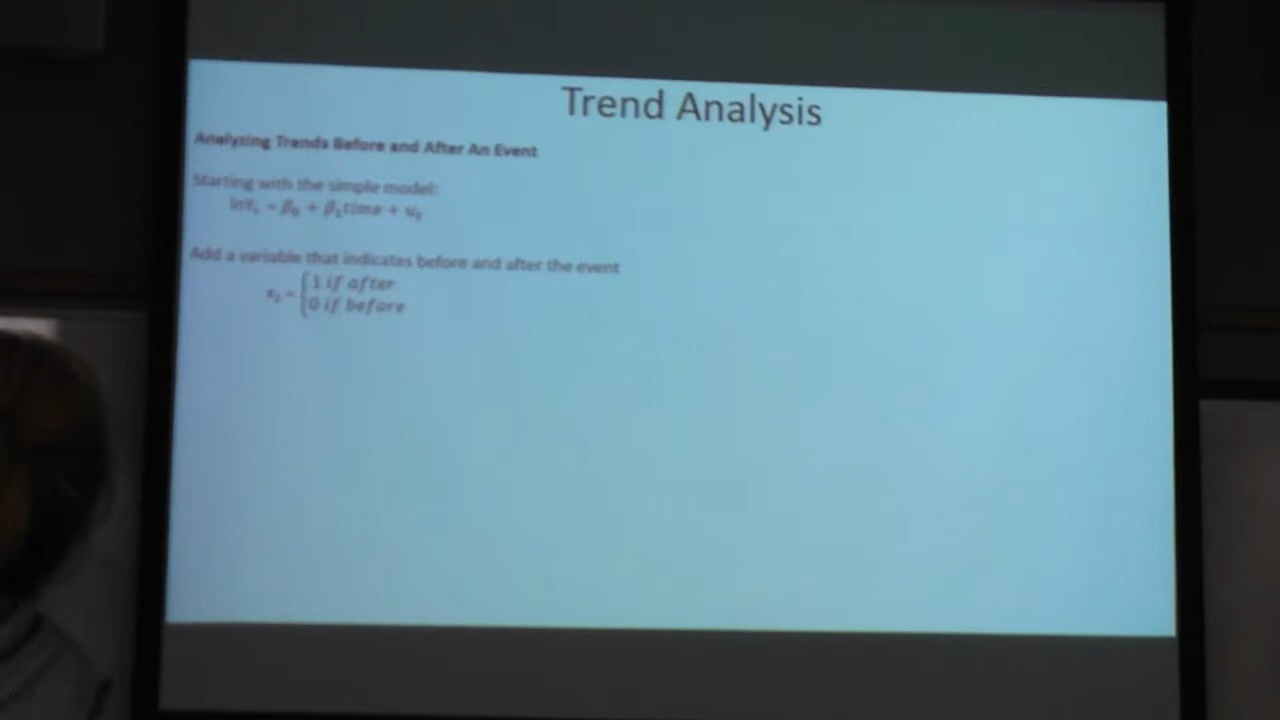 Trend Analysis
Analyzing Trends Before and After An Event
Starting with the simple model:
lnYₜ = β₀ + β₁time + uₜ
Add a variable that indicates before and after the event
xₜ = {1 if after
0 if before